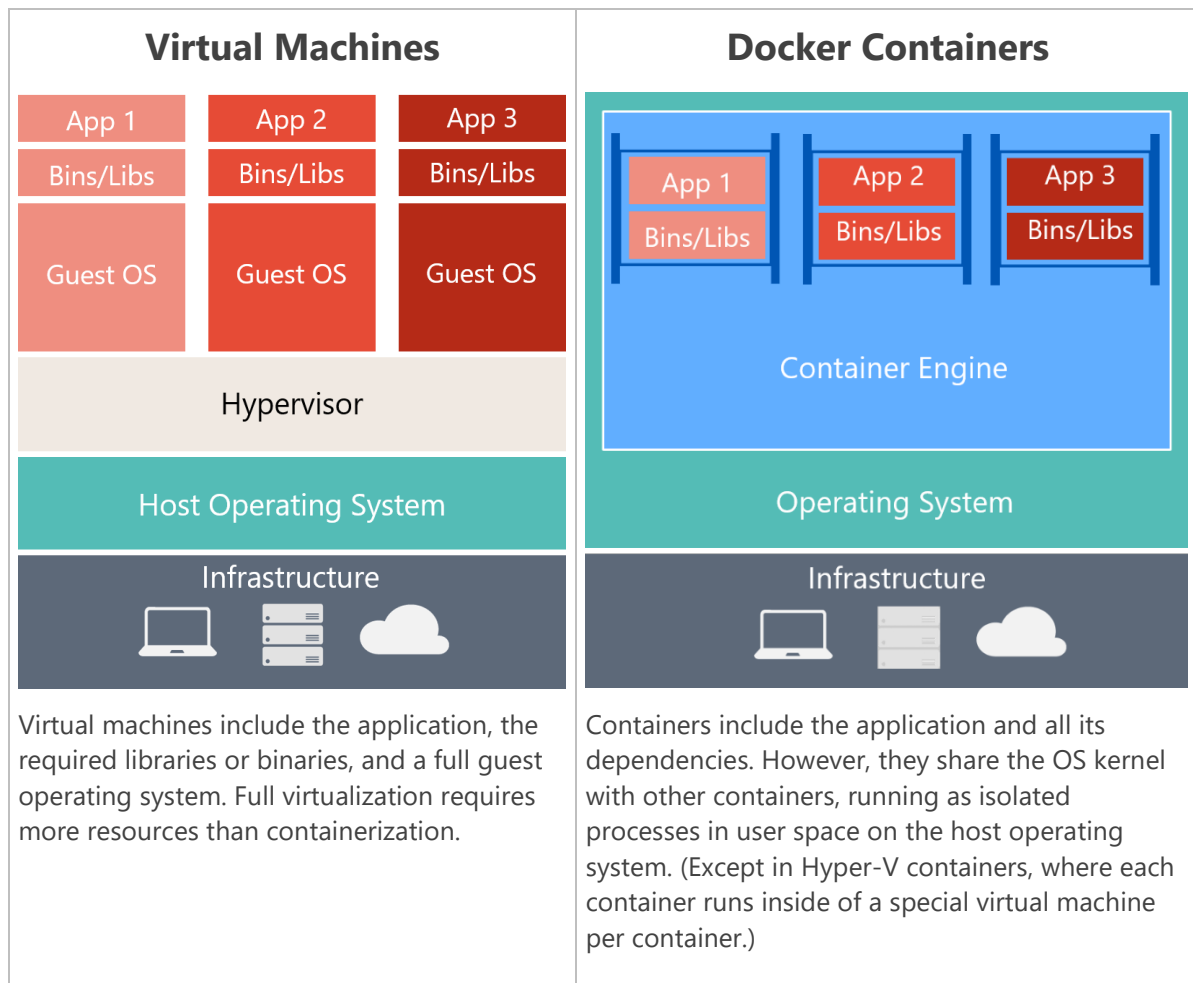 Virtual Machines
App 1
App 2
App 3
Bins/Libs
Bins/Libs
Bins/Libs
Guest OS
Guest OS
Guest OS
Hypervisor
Host Operating System
Infrastructure
Virtual machines include the application, the
required libraries or binaries, and a full guest
operating system. Full virtualization requires
more resources than containerization.
Docker Containers
App 1
App 2
App 3
Bins/Libs
Bins/Libs
Bins/Libs
Container Engine
Operating System
Infrastructure
Containers include the application and all its
dependencies. However, they share the OS kernel
with other containers, running as isolated
processes in user space on the host operating
system. (Except in Hyper-V containers, where each
container runs inside of a special virtual machine
per container.)